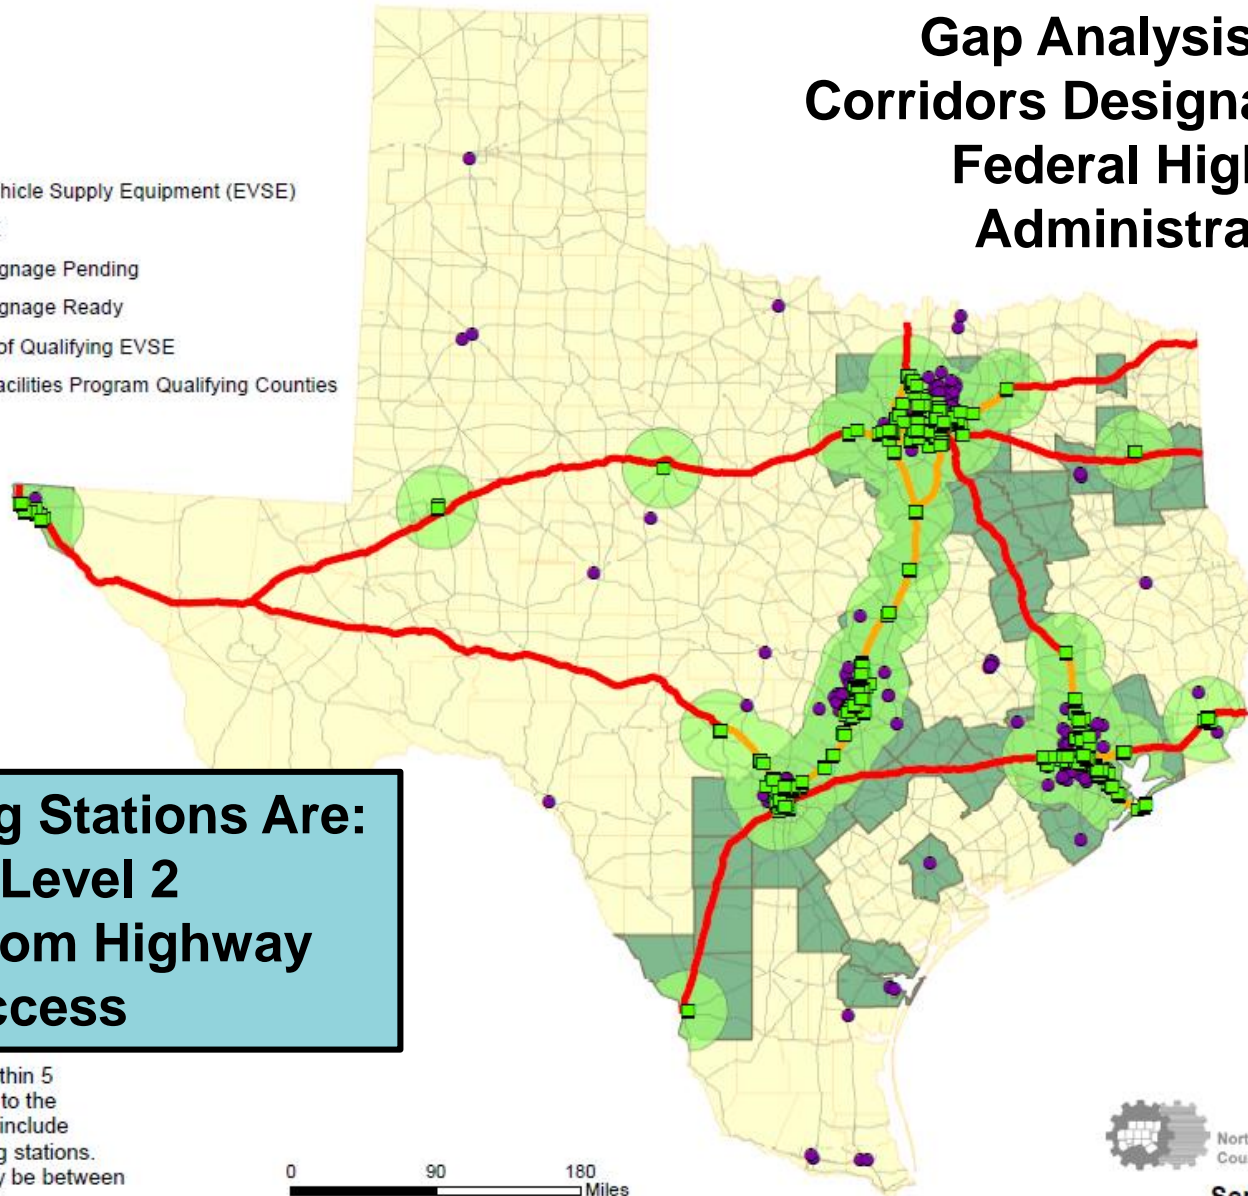 Gap Analysis
Corridors Designa
Federal High
Administra
hicle Supply Equipment (EVSE)
gnage Pending
gnage Ready
of Qualifying EVSE
acilities Program Qualifying Counties
g Stations Are:
Level 2
om Highway
ccess
thin 5
to the
include
g stations.
y be between
0 90 180
Miles
Nort
Cou